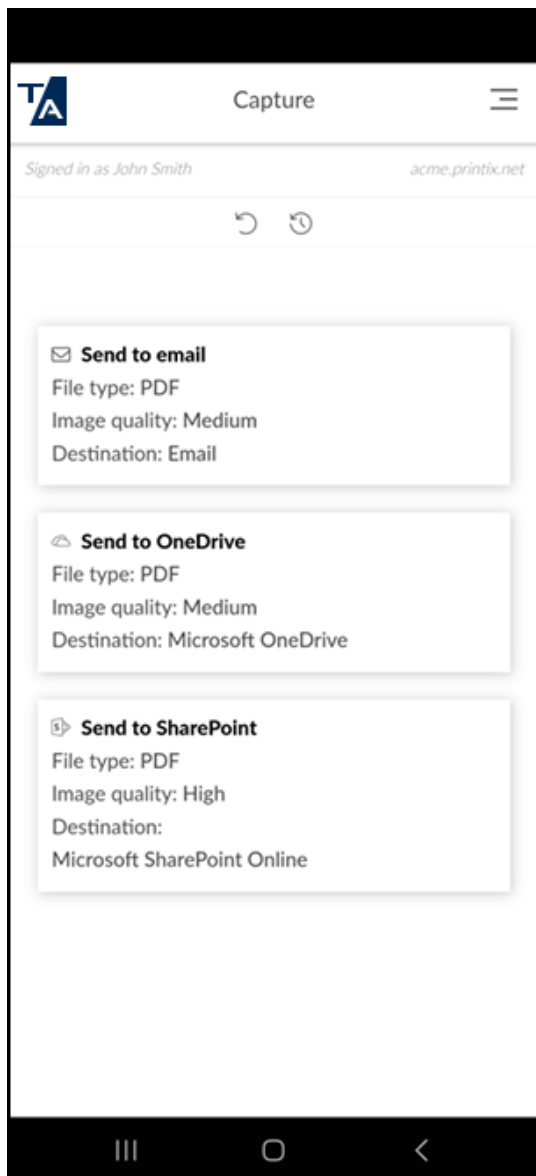 TA
Capture
Signed in as John Smith
acme.printix.net
Send to email
File type: PDF
Image quality: Medium
Destination: Email
Send to OneDrive
File type: PDF
Image quality: Medium
Destination: Microsoft OneDrive
Send to SharePoint
File type: PDF
Image quality: High
Destination:
Microsoft SharePoint Online